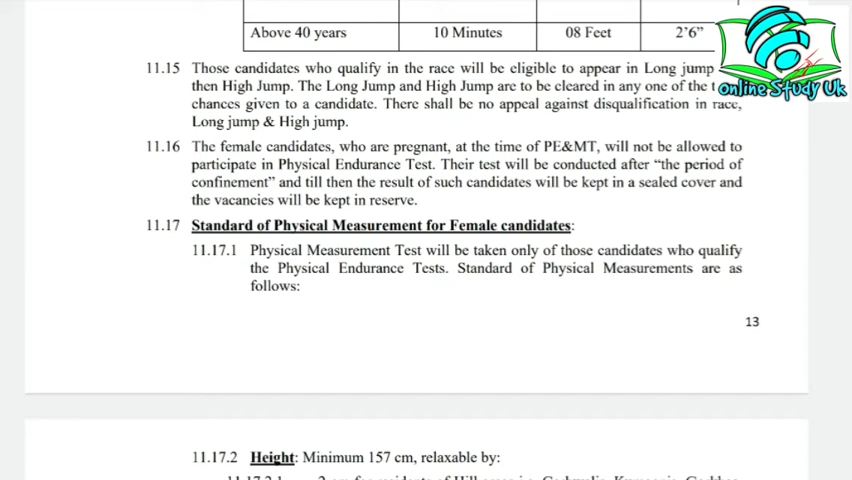 Above 40 years 10 Minutes 08 Feet 2'6"
11.15 Those candidates who qualify in the race will be eligible to appear in Long jump
then High Jump. The Long Jump and High Jump are to be cleared in any one of the
chances given to a candidate. There shall be no appeal against disqualification in race,
Long jump & High jump.
11.16 The female candidates, who are pregnant, at the time of PE&MT, will not be allowed to
participate in Physical Endurance Test. Their test will be conducted after “the period of
confinement” and till then the result of such candidates will be kept in a sealed cover and
the vacancies will be kept in reserve.
11.17 Standard of Physical Measurement for Female candidates:
11.17.1 Physical Measurement Test will be taken only of those candidates who qualify
the Physical Endurance Tests. Standard of Physical Measurements are as
follows:
13
11.17.2 Height: Minimum 157 cm, relaxable by:
online Study Uk